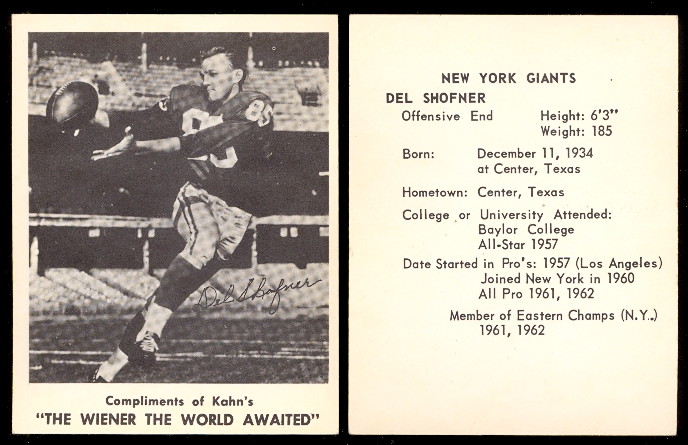 85
85
Del Shofner
Compliments of Kahn's
"THE WIENER THE WORLD AWAITED"
NEW YORK GIANTS
DEL SHOFNER
Offensive End Height: 6'3"
Weight: 185
Born: December 11, 1934
at Center, Texas
Hometown: Center, Texas
College or University Attended:
Baylor College
All-Star 1957
Date Started in Pro's: 1957 (Los Angeles)
Joined New York in 1960
All Pro 1961, 1962
Member of Eastern Champs (N.Y.)
1961, 1962